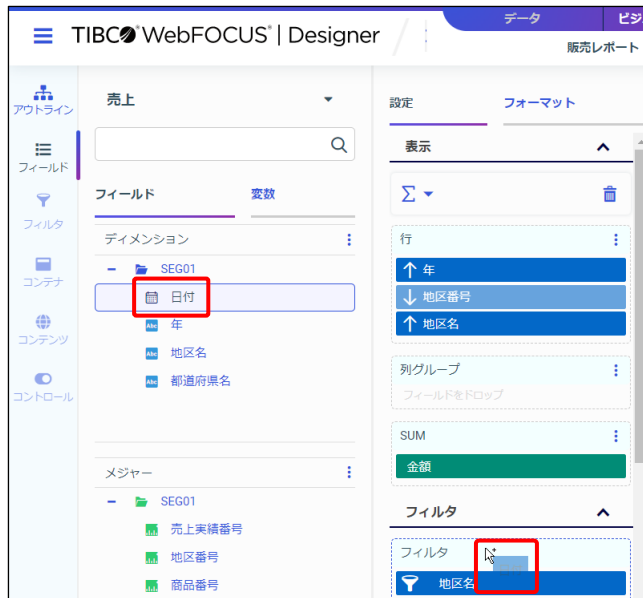 データ
ビジ
TIBCO WebFOCUS | Designer
販売レポート
アウトライン
フィールド
フィルタ
コンテナ
コンテンツ
コントロール
売上
フィールド
変数
ディメンション
SEG01
日付
Abc 年
Abc 地区名
Abc 都道府県名
メジャー
SEG01
売上実績番号
地区番号
商品番号
設定
フォーマット
表示
Σ
行
年
地区番号
地区名
列グループ
フィールドをドロップ
SUM
金額
フィルタ
フィルタ
地区名